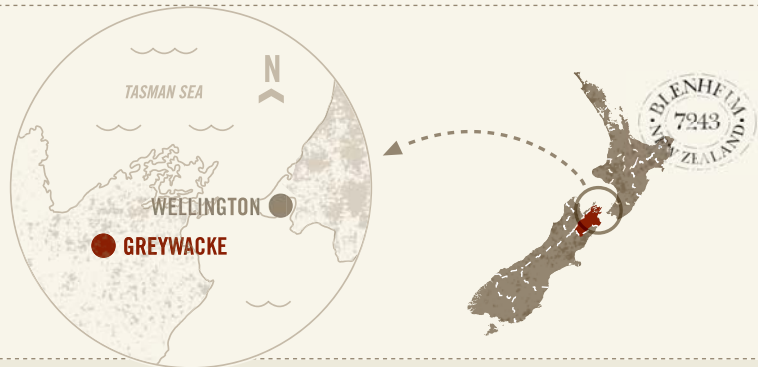 N
TASMAN SEA
WELLINGTON
GREYWACKE
BLENHEIM
7243
NEW ZEALAND